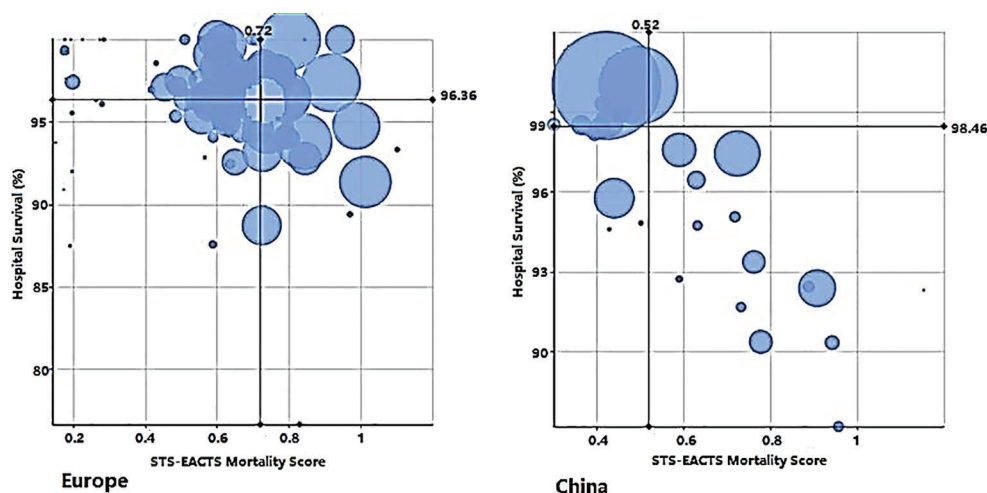 0.72
96.36
95
90
85
80
Hospital Survival (%)
0.2 0.4 0.6 0.8 1
STS-EACTS Mortality Score
Europe
0.52
99
98.46
96
93
90
Hospital Survival (%)
0.4 0.6 0.8 1
STS-EACTS Mortality Score
China